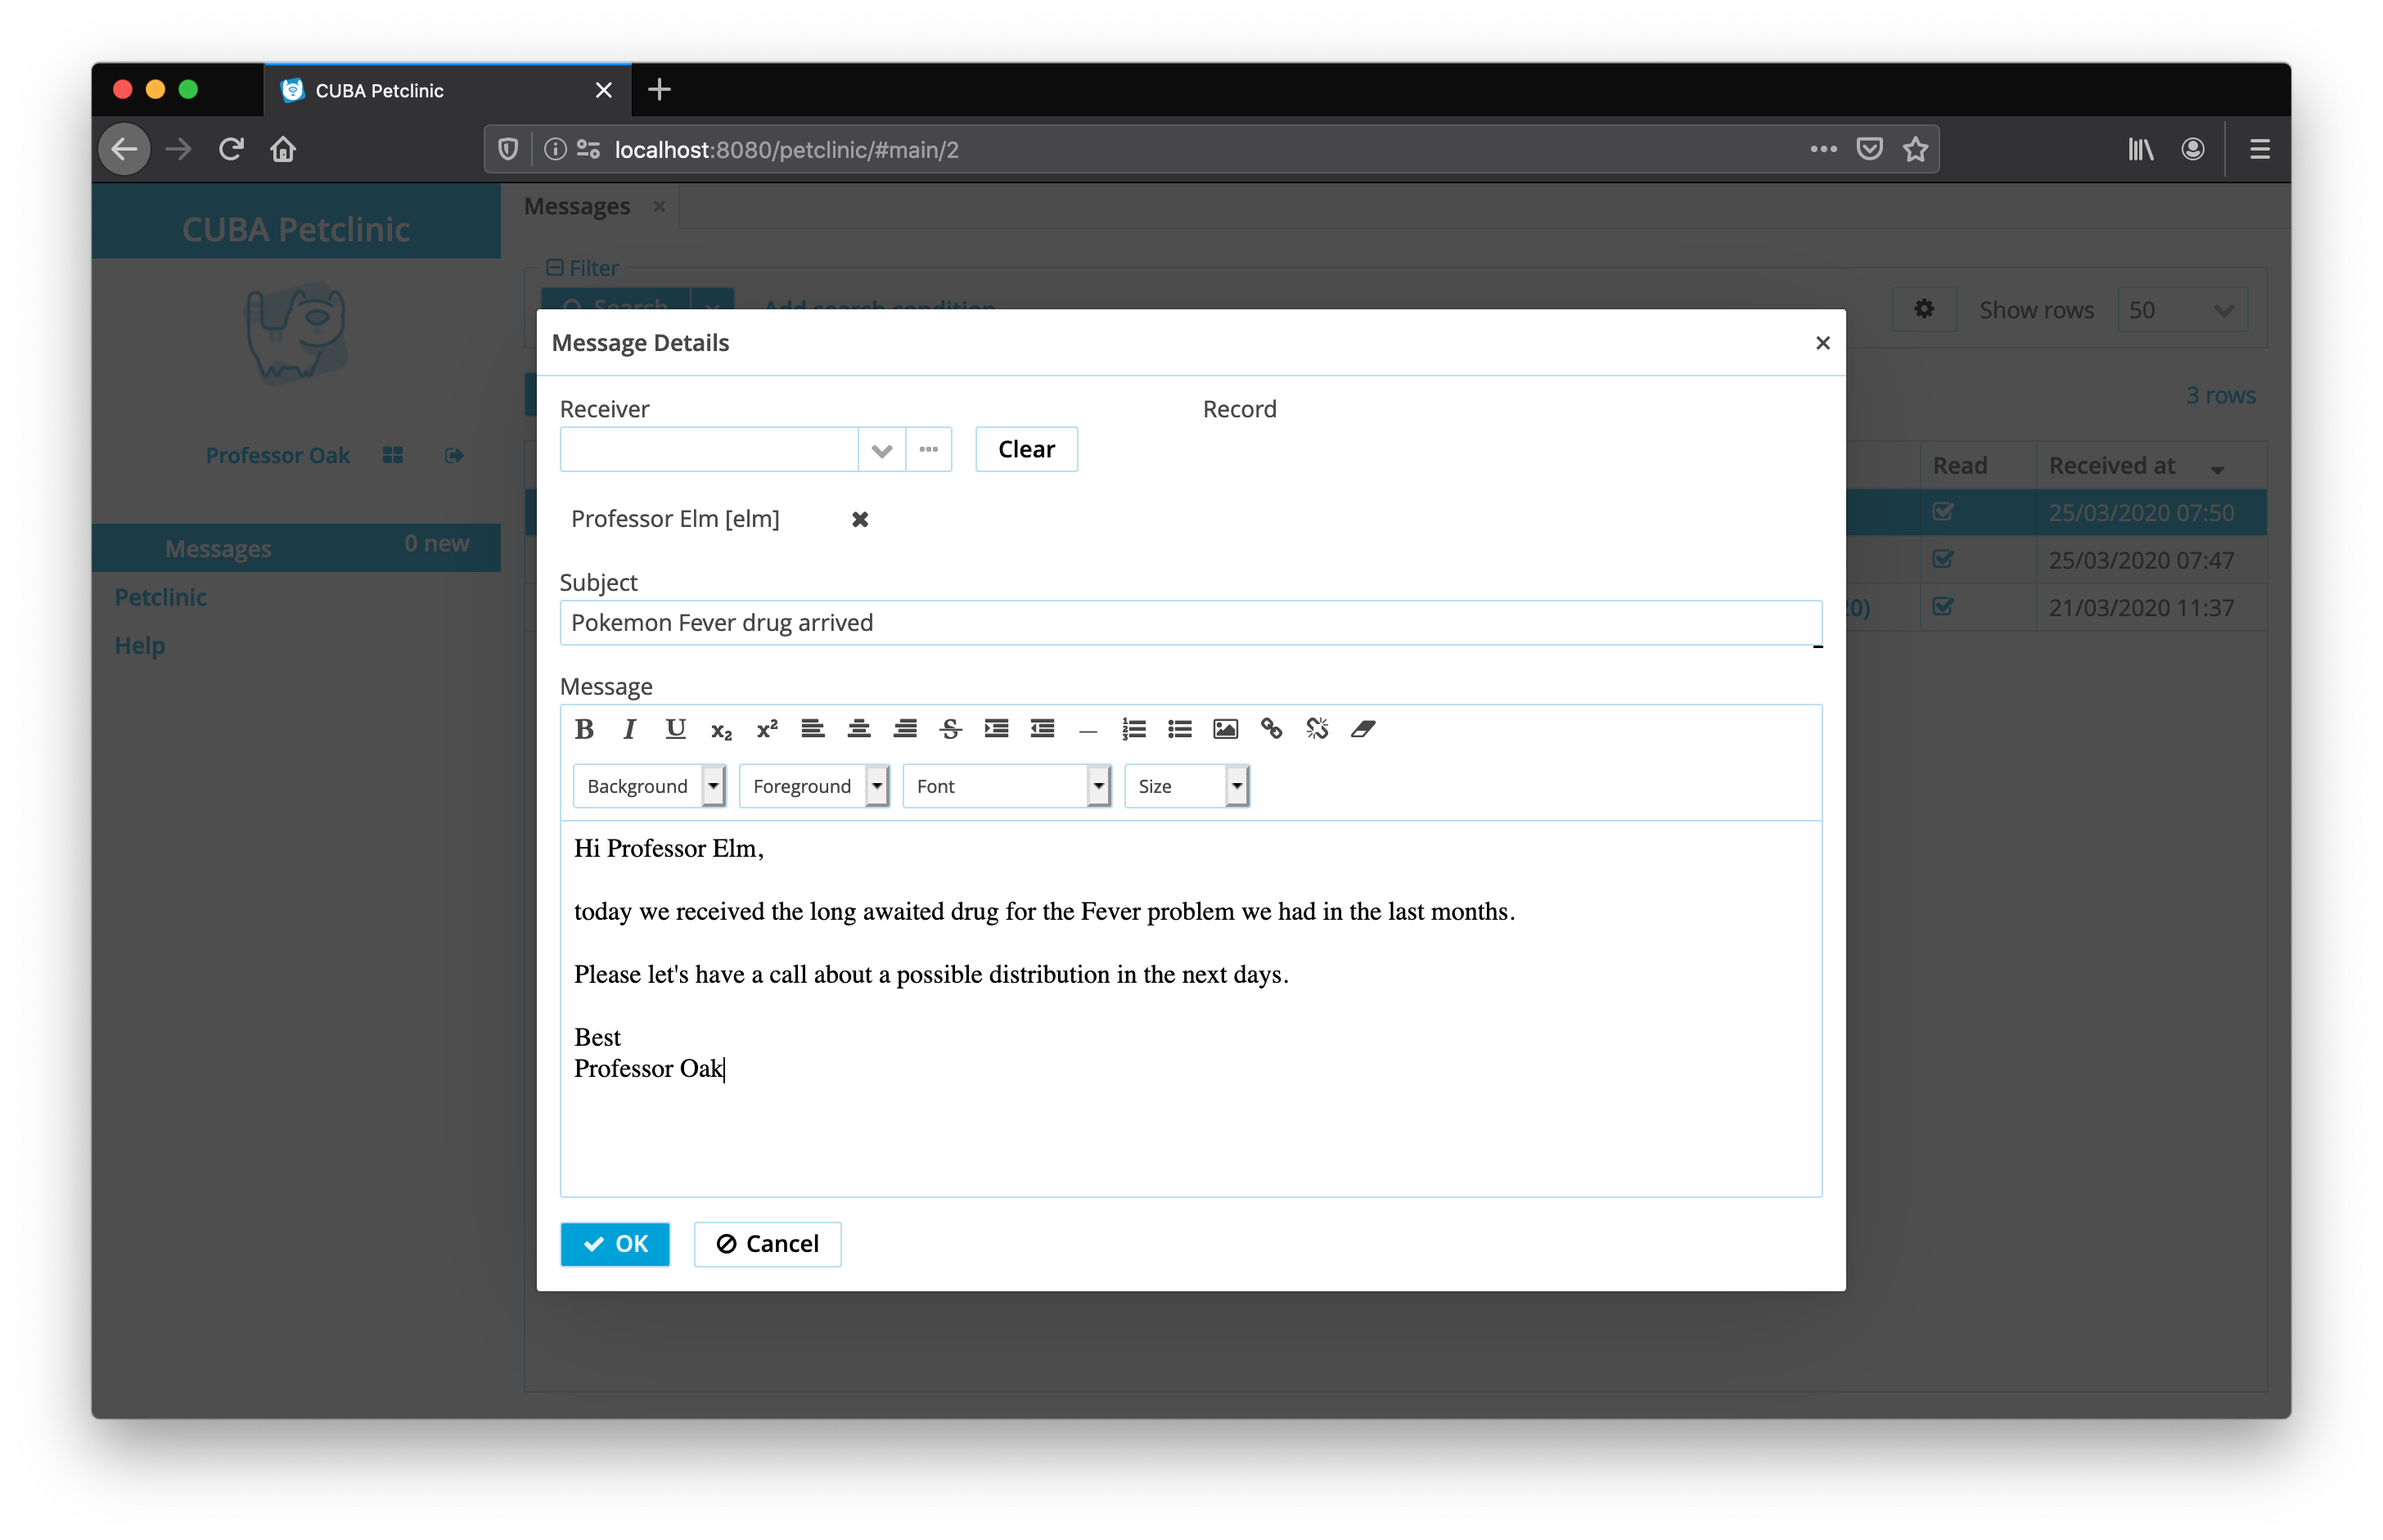 CUBA Petclinic
localhost:8080/petclinic/#main/2
CUBA Petclinic
Professor Oak
Messages 0 new
Petclinic
Help
Messages
Filter
Search Add search condition
Show rows 50
3 rows
Read Received at
25/03/2020 07:50
25/03/2020 07:47
20) 21/03/2020 11:37
Message Details
Receiver Record
Clear
Professor Elm [elm]
Subject
Pokemon Fever drug arrived
Message
B I U x₂ x² S
Background Foreground Font Size
Hi Professor Elm,
today we received the long awaited drug for the Fever problem we had in the last months.
Please let's have a call about a possible distribution in the next days.
Best
Professor Oak
OK Cancel